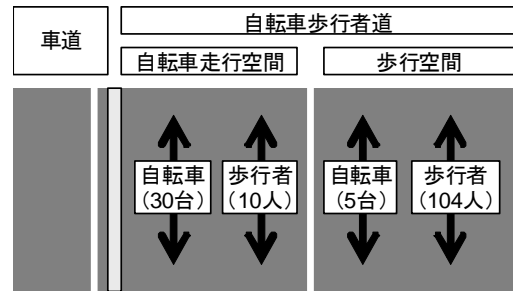 車道
自転車歩行者道
自転車走行空間
歩行空間
自転車
(30台)
歩行者
(10人)
自転車
(5台)
歩行者
(104人)